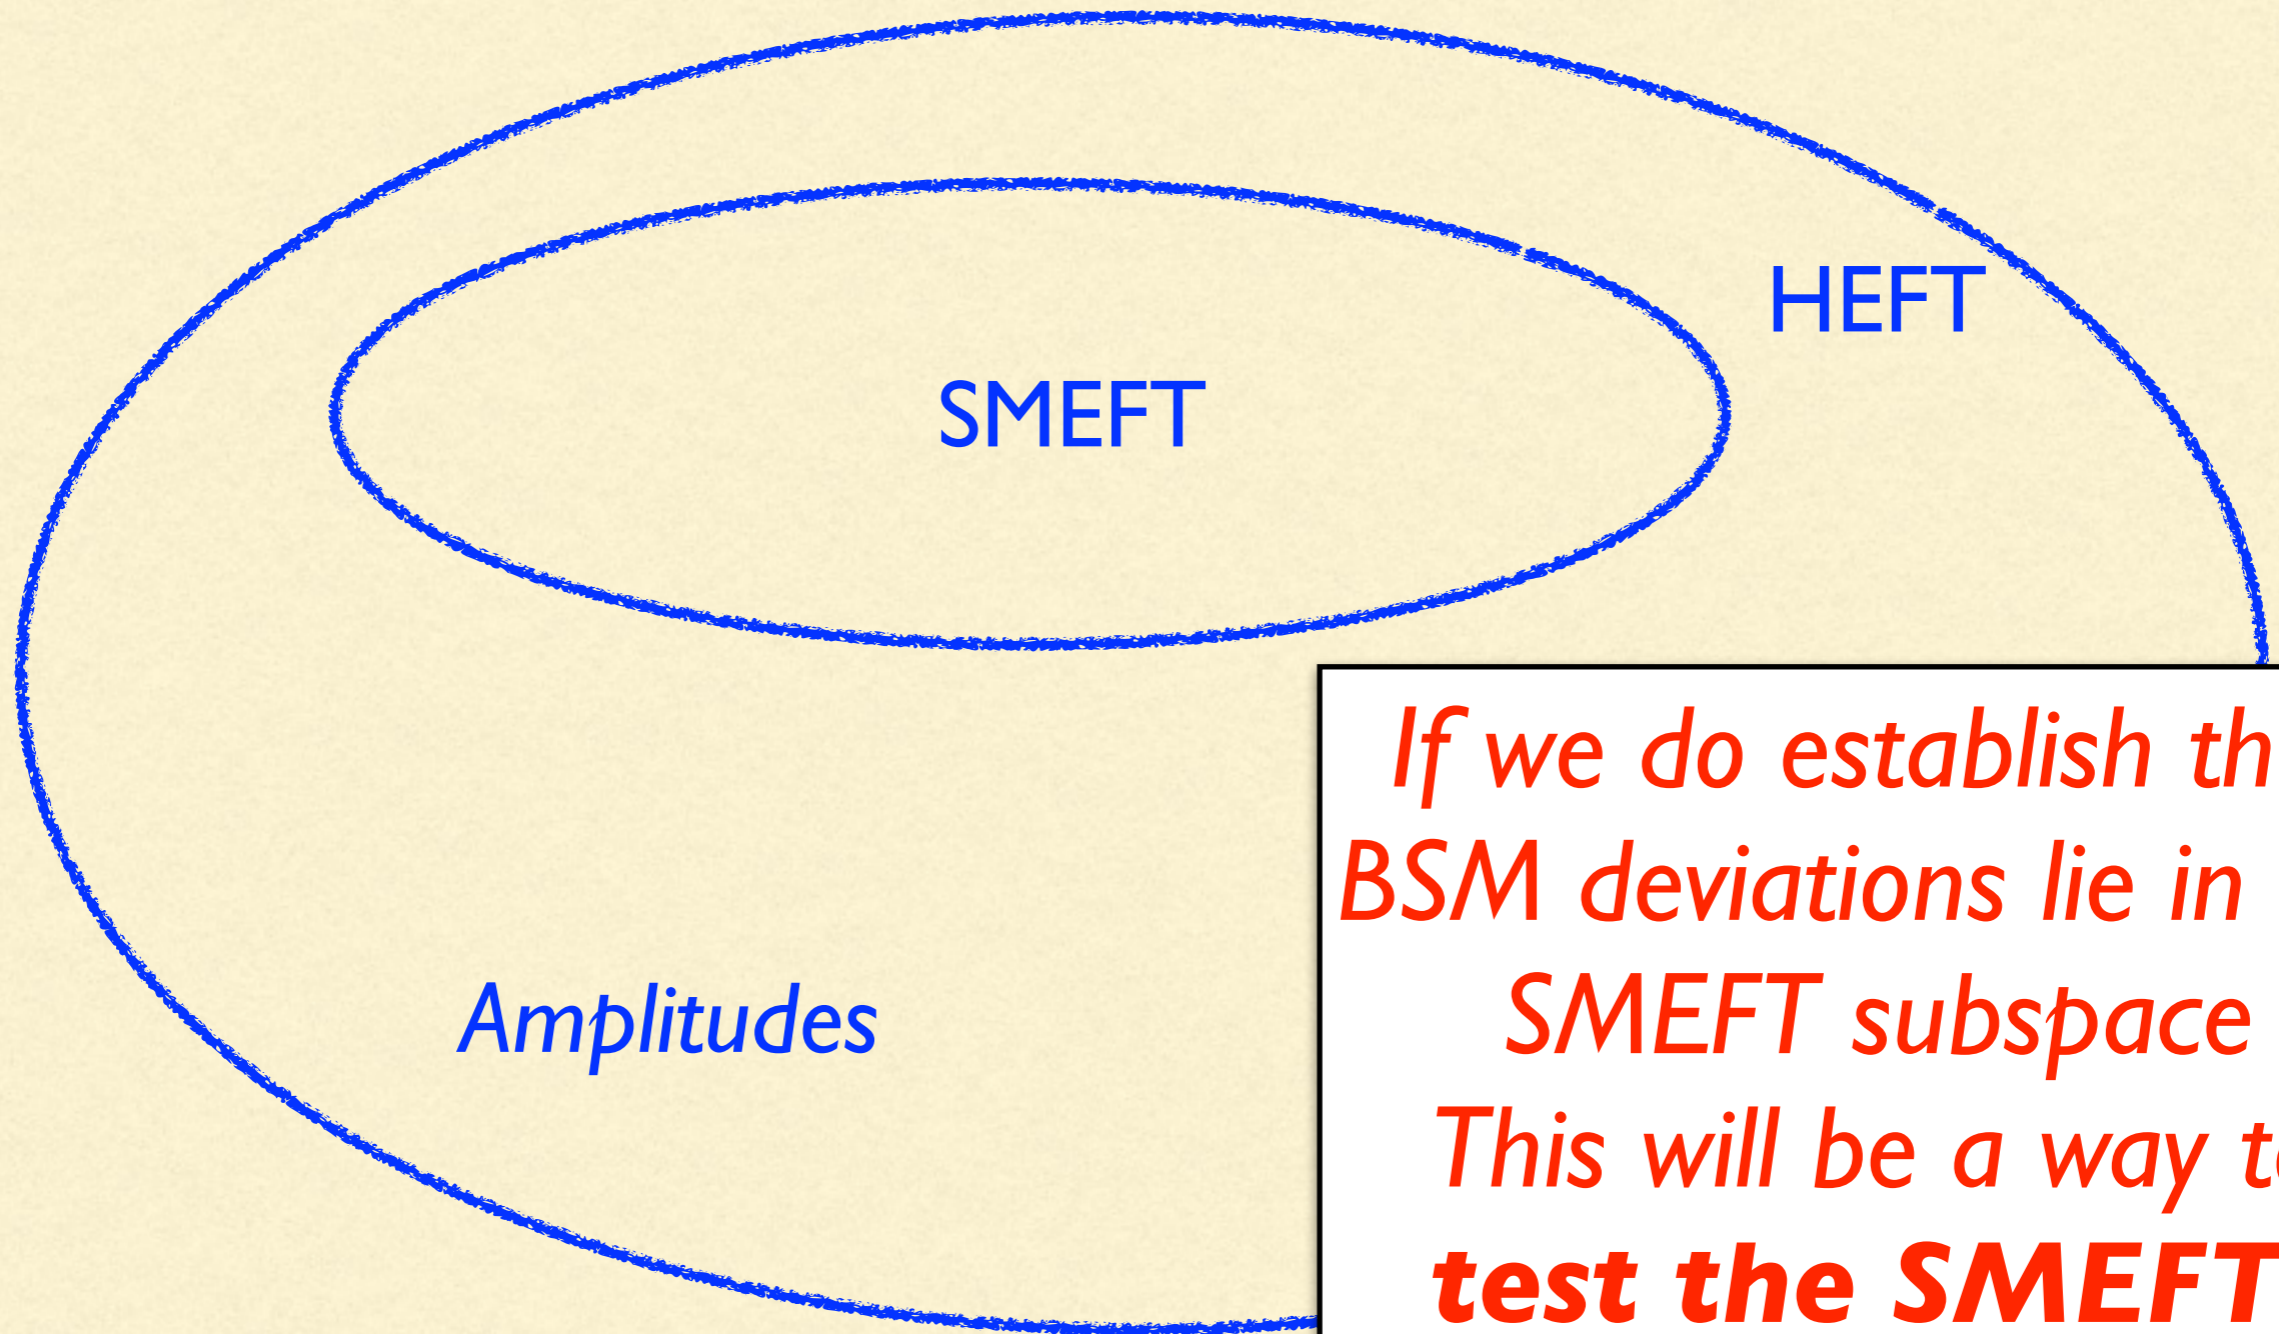 HEFT
SMEFT
Amplitudes
If we do establish th
BSM deviations lie in
SMEFT subspace
This will be a way t
test the SMEFT